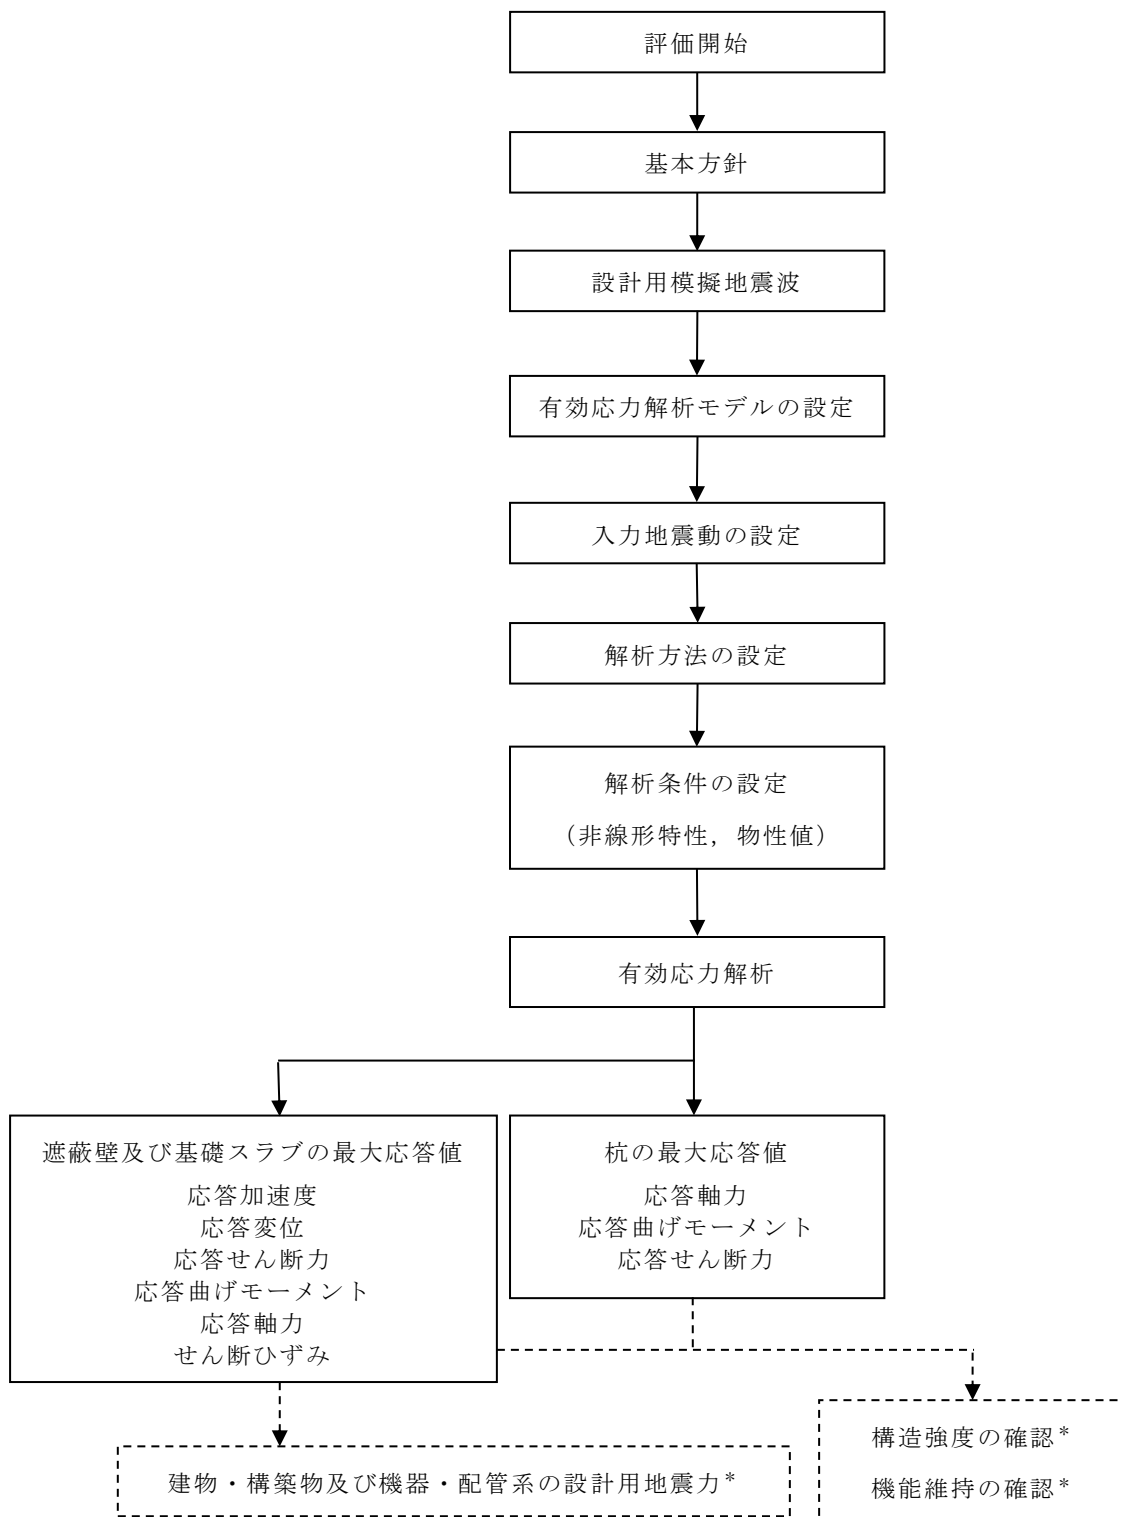 評価開始
基本方針
設計用模擬地震波
有効応力解析モデルの設定
入力地震動の設定
解析方法の設定
解析条件の設定
（非線形特性，物性値）
有効応力解析
遮蔽壁及び基礎スラブの最大応答値
応答加速度
応答変位
応答せん断力
応答曲げモーメント
応答軸力
せん断ひずみ
杭の最大応答値
応答軸力
応答曲げモーメント
応答せん断力
構造強度の確認*
機能維持の確認*
建物・構築物及び機器・配管系の設計用地震力*